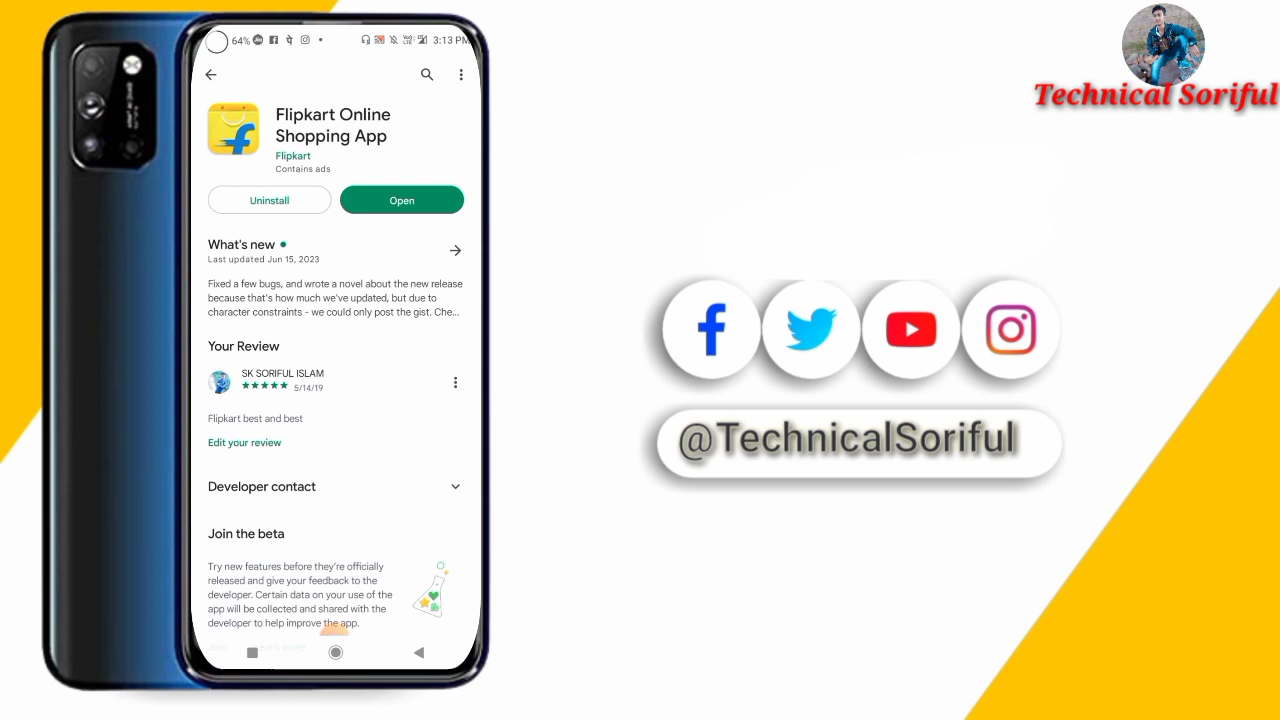 64%
3:13 PM
Flipkart Online
Shopping App
Flipkart
Contains ads
Uninstall
Open
What's new
Last updated Jun 15, 2023
Fixed a few bugs, and wrote a novel about the new release
because that's how much we've updated, but due to
character constraints - we could only post the gist. Che...
Your Review
SK SORIFUL ISLAM
5/14/19
Flipkart best and best
Edit your review
Developer contact
Join the beta
Try new features before they're officially
released and give your feedback to the
developer. Certain data on your use of the
app will be collected and shared with the
developer to help improve the app.
Technical Soriful
@TechnicalSoriful